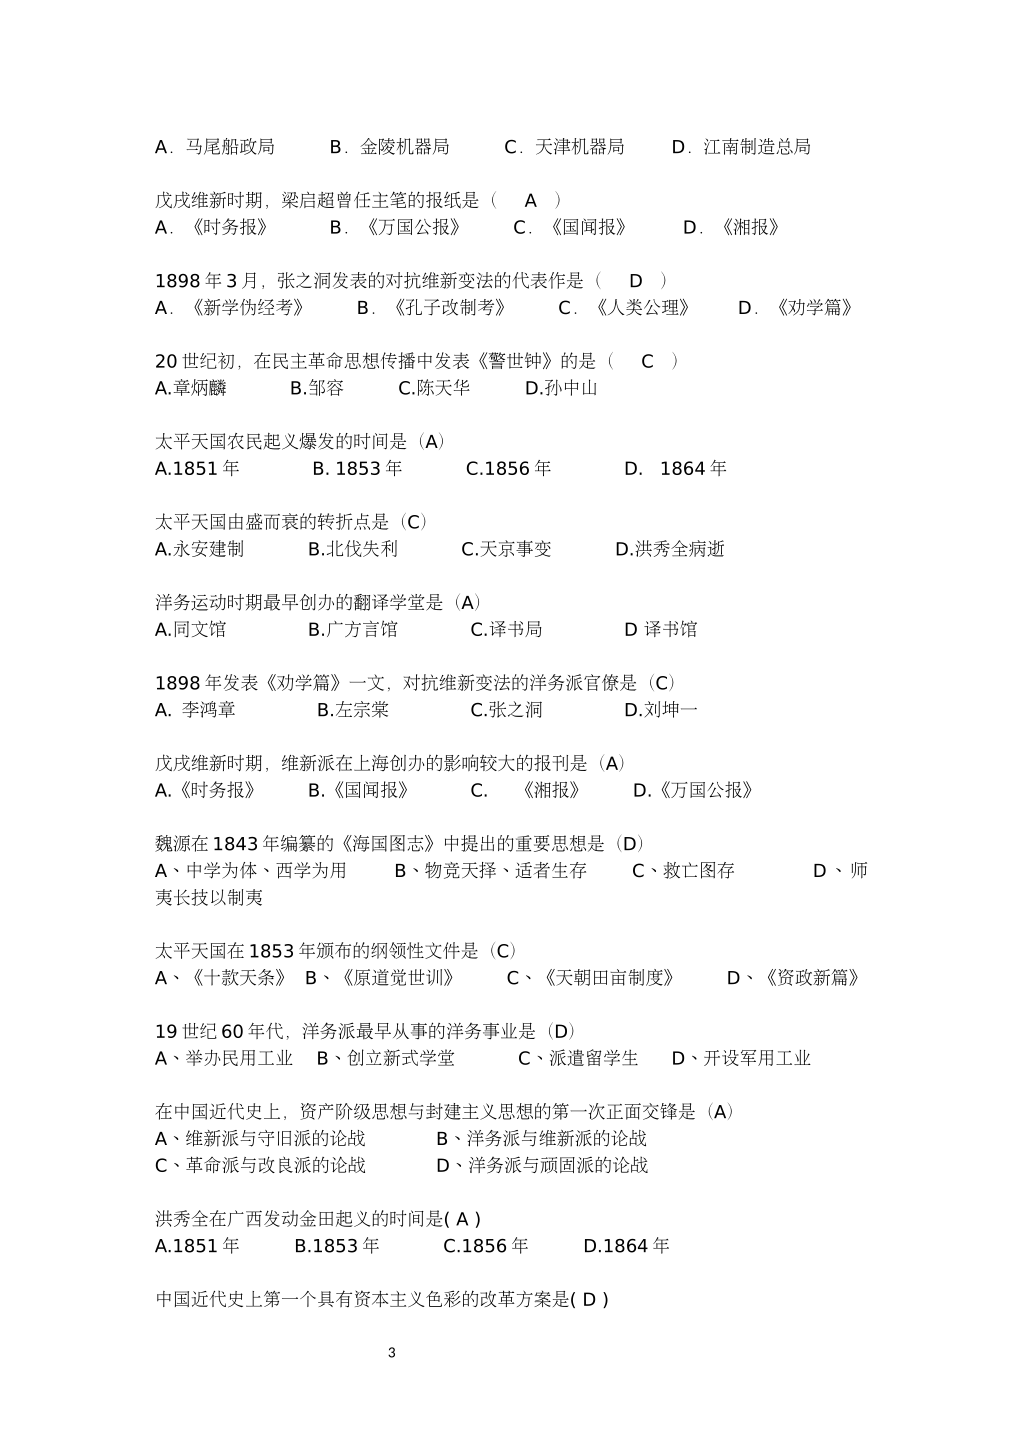 A．马尾船政局 B．金陵机器局 C．天津机器局 D．江南制造总局
戊戌维新时期，梁启超曾任主笔的报纸是（ A ）
A．《时务报》 B．《万国公报》 C．《国闻报》 D．《湘报》
1898 年 3 月，张之洞发表的对抗维新变法的代表作是（ D ）
A．《新学伪经考》 B．《孔子改制考》 C．《人类公理》 D．《劝学篇》
20 世纪初，在民主革命思想传播中发表《警世钟》的是（ C ）
A.章炳麟 B.邹容 C.陈天华 D.孙中山
太平天国农民起义爆发的时间是（A）
A.1851 年 B. 1853 年 C.1856 年 D. 1864 年
太平天国由盛而衰的转折点是（C）
A.永安建制 B.北伐失利 C.天京事变 D.洪秀全病逝
洋务运动时期最早创办的翻译学堂是（A）
A.同文馆 B.广方言馆 C.译书局 D 译书馆
1898 年发表《劝学篇》一文，对抗维新变法的洋务派官僚是（C）
A. 李鸿章 B.左宗棠 C.张之洞 D.刘坤一
戊戌维新时期，维新派在上海创办的影响较大的报刊是（A）
A.《时务报》 B.《国闻报》 C. 《湘报》 D.《万国公报》
魏源在 1843 年编纂的《海国图志》中提出的重要思想是（D）
A、中学为体、西学为用 B、物竞天择、适者生存 C、救亡图存 D 、师
夷长技以制夷
太平天国在 1853 年颁布的纲领性文件是（C）
A、《十款天条》 B、《原道觉世训》 C、《天朝田亩制度》 D、《资政新篇》
19 世纪 60 年代，洋务派最早从事的洋务事业是（D）
A、举办民用工业 B、创立新式学堂 C、派遣留学生 D、开设军用工业
在中国近代史上，资产阶级思想与封建主义思想的第一次正面交锋是（A）
A、维新派与守旧派的论战 B、洋务派与维新派的论战
C、革命派与改良派的论战 D、洋务派与顽固派的论战
洪秀全在广西发动金田起义的时间是( A )
A.1851 年 B.1853 年 C.1856 年 D.1864 年
中国近代史上第一个具有资本主义色彩的改革方案是( D )
3